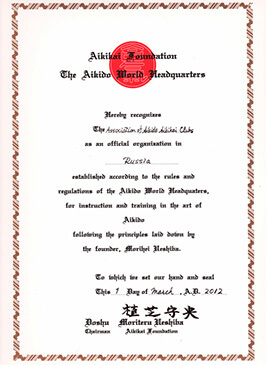 Aikikai Foundation
The Aikido World Headquarters
Hereby recognizes
The Association of Aikido Aikikai Clubs
as an official organization in
Russia
established according to the rules and
regulations of the Aikido World Headquaters,
for instruction and training in the art of
Aikido
following the principles laid down by
the founder, Morihei Ueshiba.
To which we set our hand and seal
This 1 Day of March , A.D. 2012
植芝守央
Doshu Moriteru Ueshiba
Chairman Aikikai Foundation